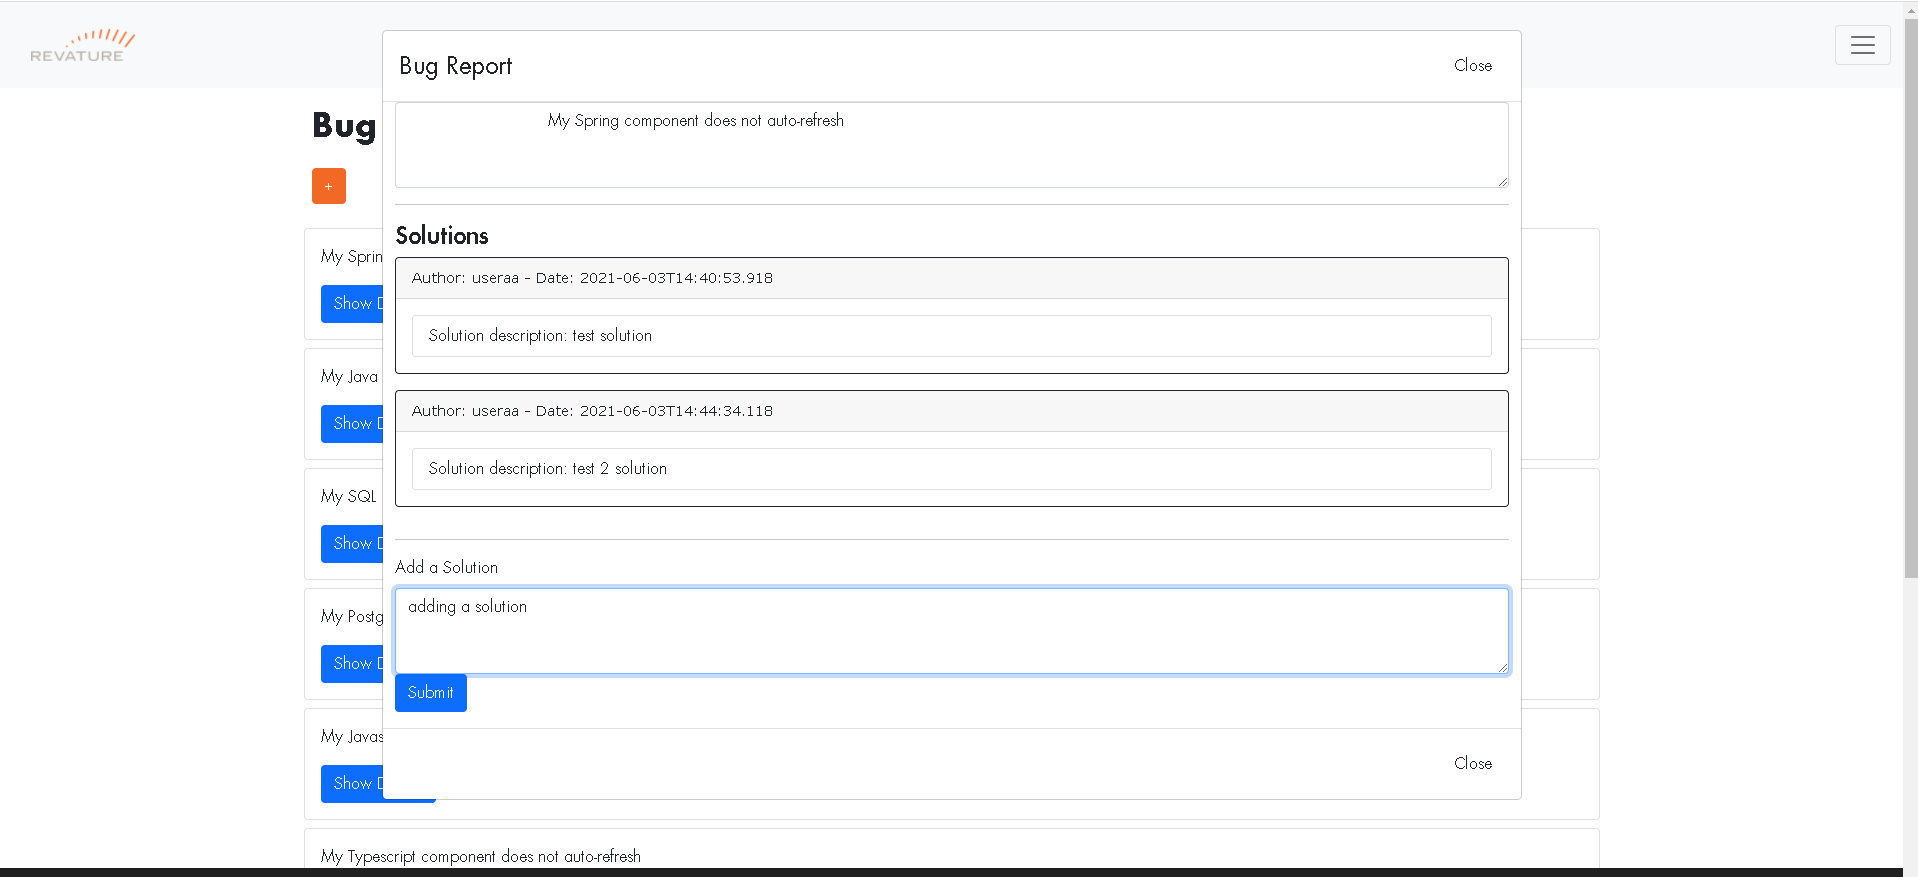 REVATURE
Bug Report
Close
Bug
+
My Spring component does not auto-refresh
Solutions
Author: useraa - Date: 2021-06-03T14:40:53.918
Solution description: test solution
Author: useraa - Date: 2021-06-03T14:44:34.118
Solution description: test 2 solution
Add a Solution
adding a solution
Submit
Close
My Sprin
Show D
My Java
Show D
My SQL
Show D
My Postg
Show D
My Javas
Show D
My Typescript component does not auto-refresh